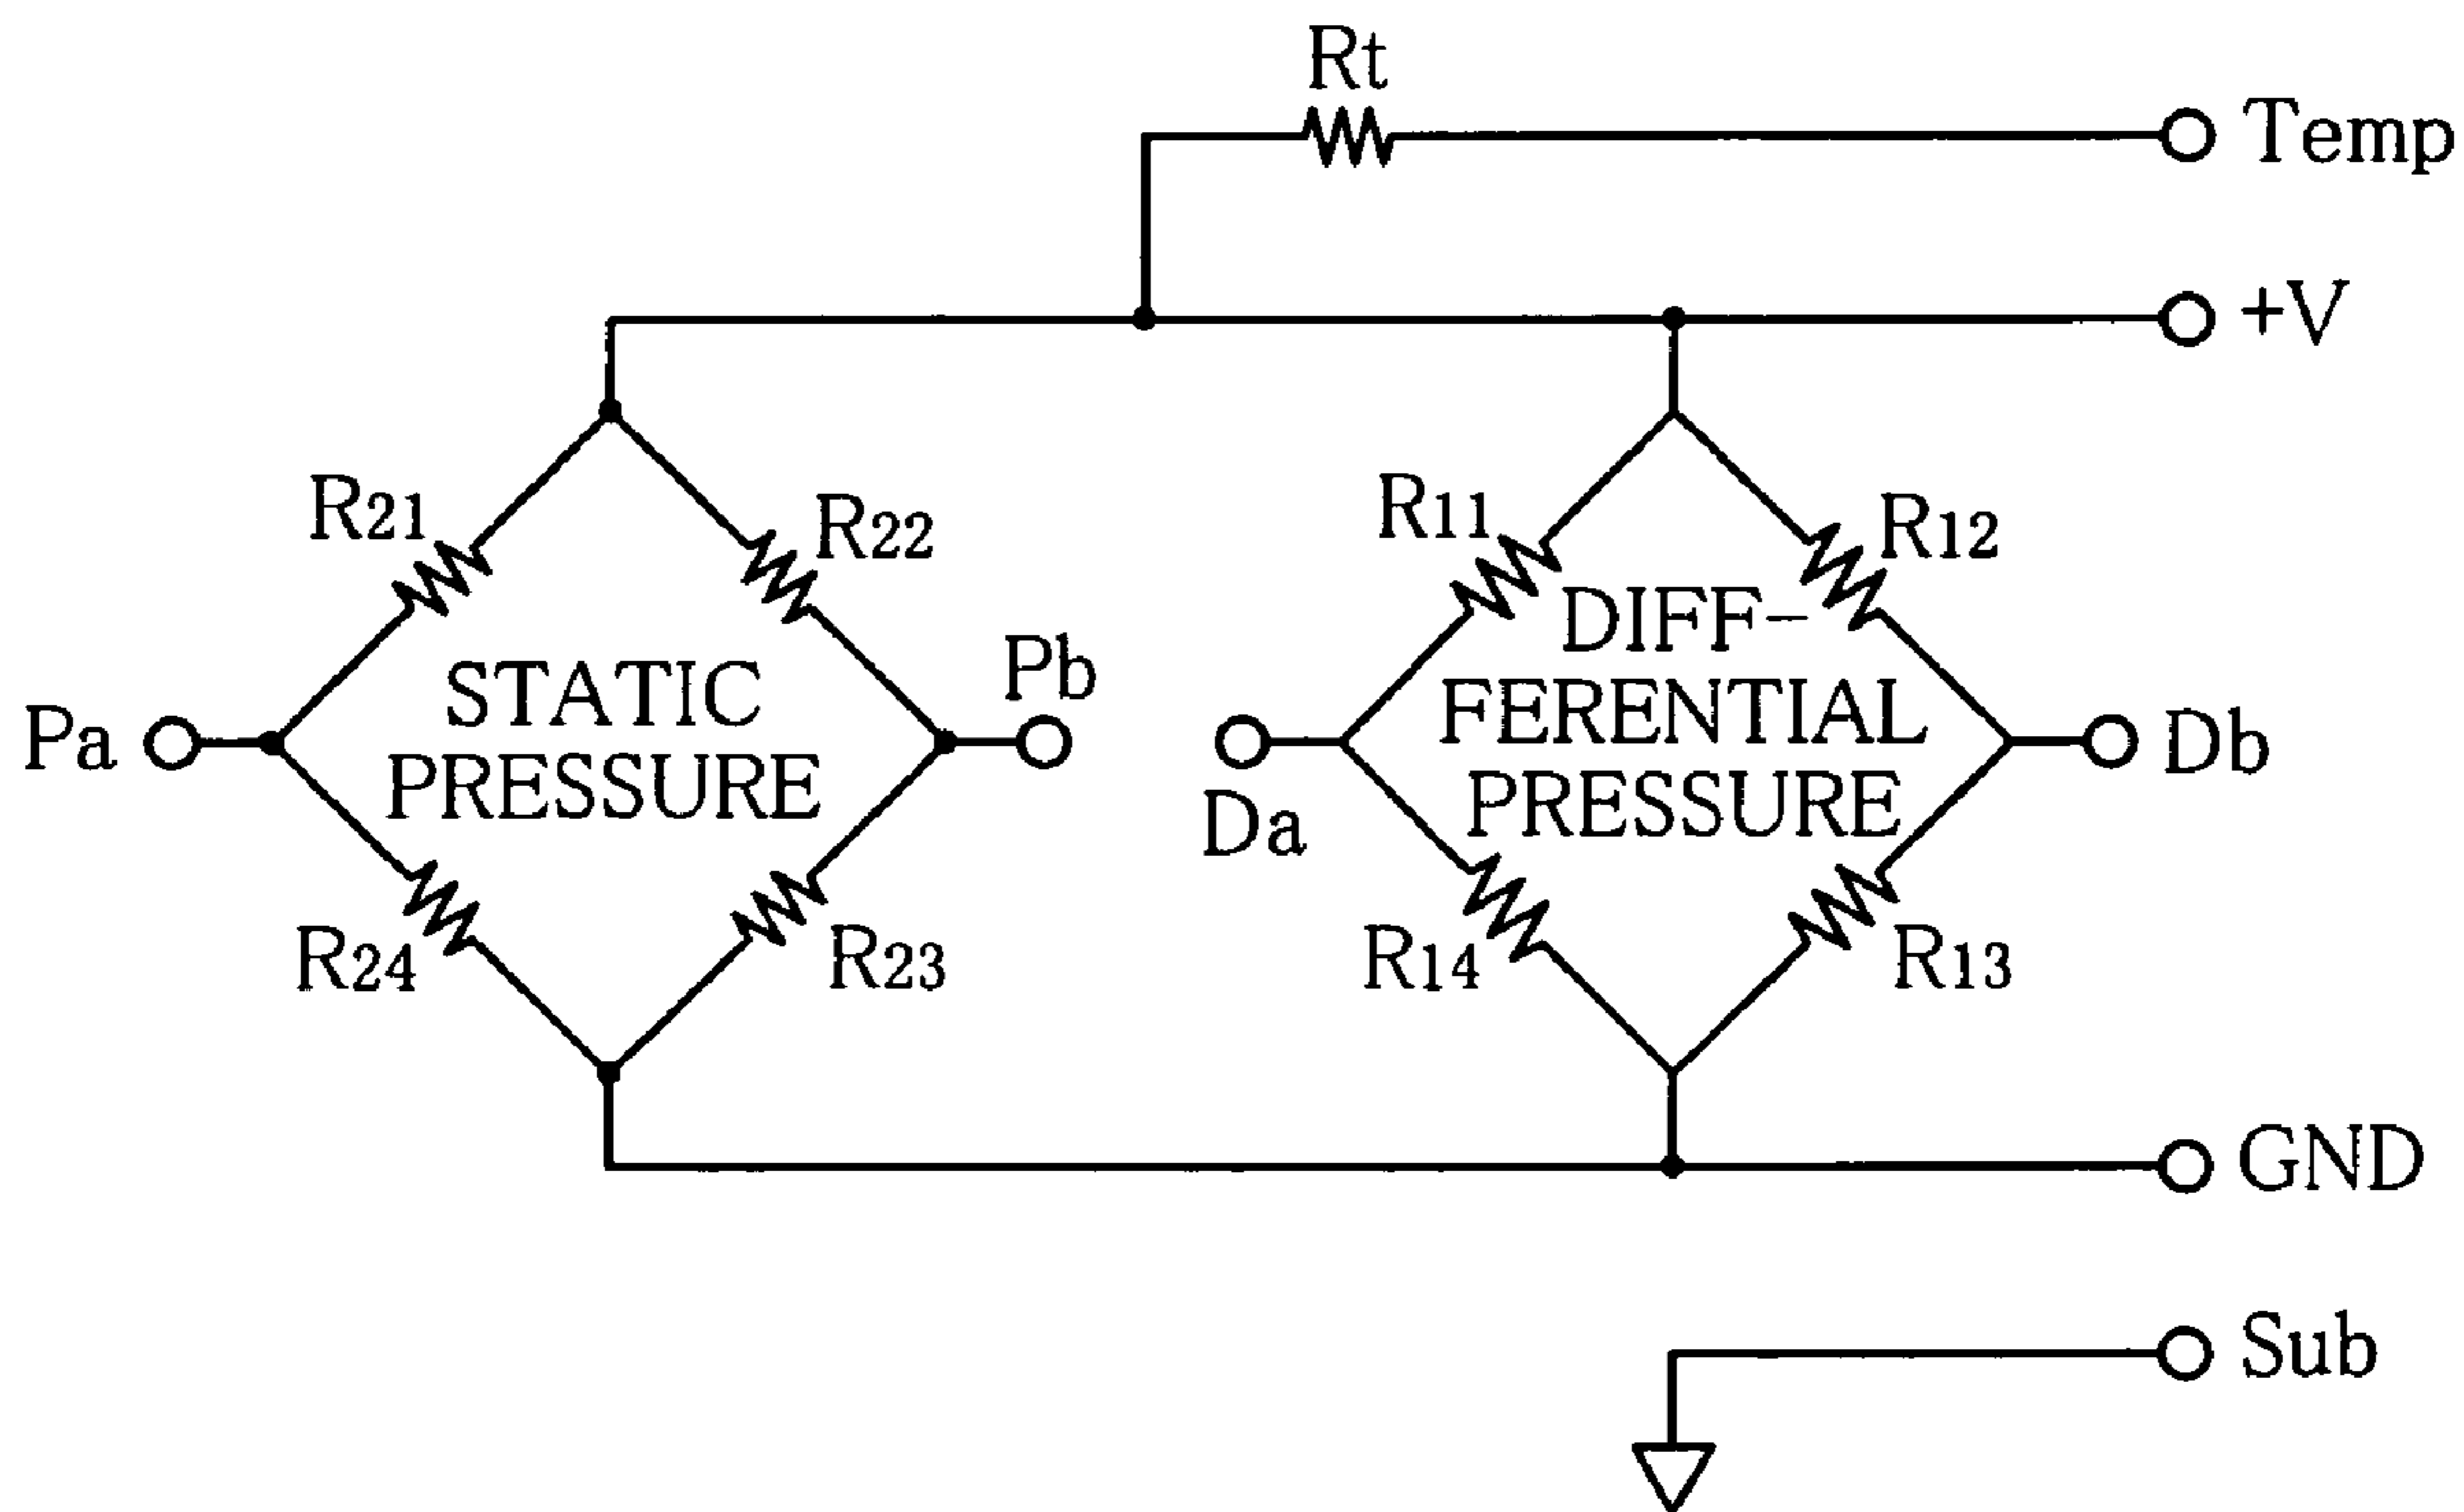 Rt
Temp
+V
R21
R22
R11
R12
STATIC
PRESSURE
DIFF-
FERENTIAL
PRESSURE
Pa
Pb
Da
Db
R24
R23
R14
R13
GND
Sub